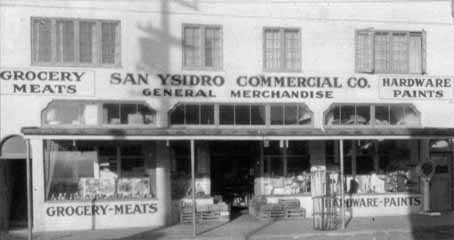 GROCERY
MEATS
SAN YSIDRO COMMERCIAL CO.
GENERAL MERCHANDISE
HARDWARE
PAINTS
GROCERY-MEATS
HARDWARE-PAINTS